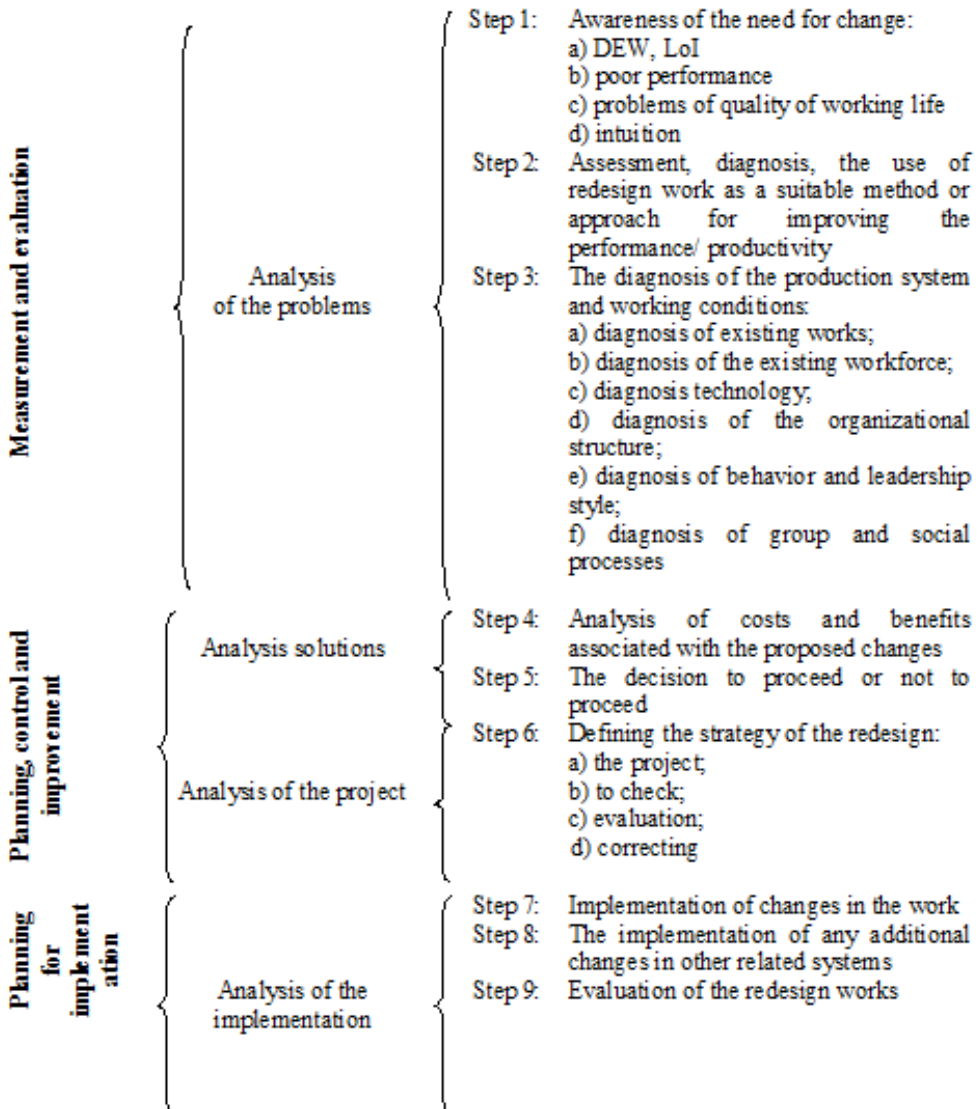 Measurement and evaluation
Analysis
of the problems
Step 1: Awareness of the need for change:
a) DEW, LoI
b) poor performance
c) problems of quality of working life
d) intuition
Step 2: Assessment, diagnosis, the use of
redesign work as a suitable method or
approach for improving the
performance/ productivity
Step 3: The diagnosis of the production system
and working conditions:
a) diagnosis of existing works;
b) diagnosis of the existing workforce;
c) diagnosis technology;
d) diagnosis of the organizational
structure;
e) diagnosis of behavior and leadership
style;
f) diagnosis of group and social
processes
Planning, control and
improvement
Analysis solutions
Step 4: Analysis of costs and benefits
associated with the proposed changes
Step 5: The decision to proceed or not to
proceed
Analysis of the project
Step 6: Defining the strategy of the redesign:
a) the project;
b) to check;
c) evaluation;
d) correcting
Planning
for
implement
ation
Analysis of the
implementation
Step 7: Implementation of changes in the work
Step 8: The implementation of any additional
changes in other related systems
Step 9: Evaluation of the redesign works